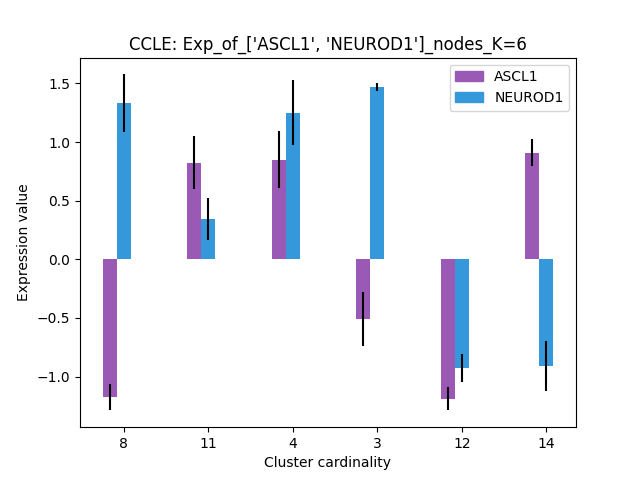 CCLE: Exp_of_['ASCL1', 'NEUROD1']_nodes_K=6
ASCL1
NEUROD1
1.5
1.0
0.5
0.0
−0.5
−1.0
Expression value
8 11 4 3 12 14
Cluster cardinality